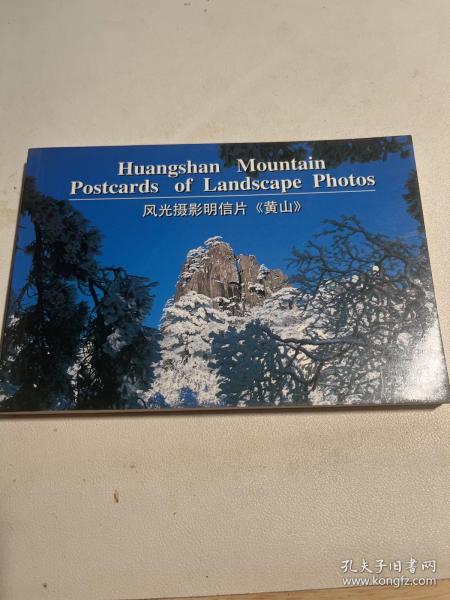 Huangshan Mountain
Postcards of Landscape Photos
风光摄影明信片《黄山》
孔夫子旧书网
www.kongfz.com